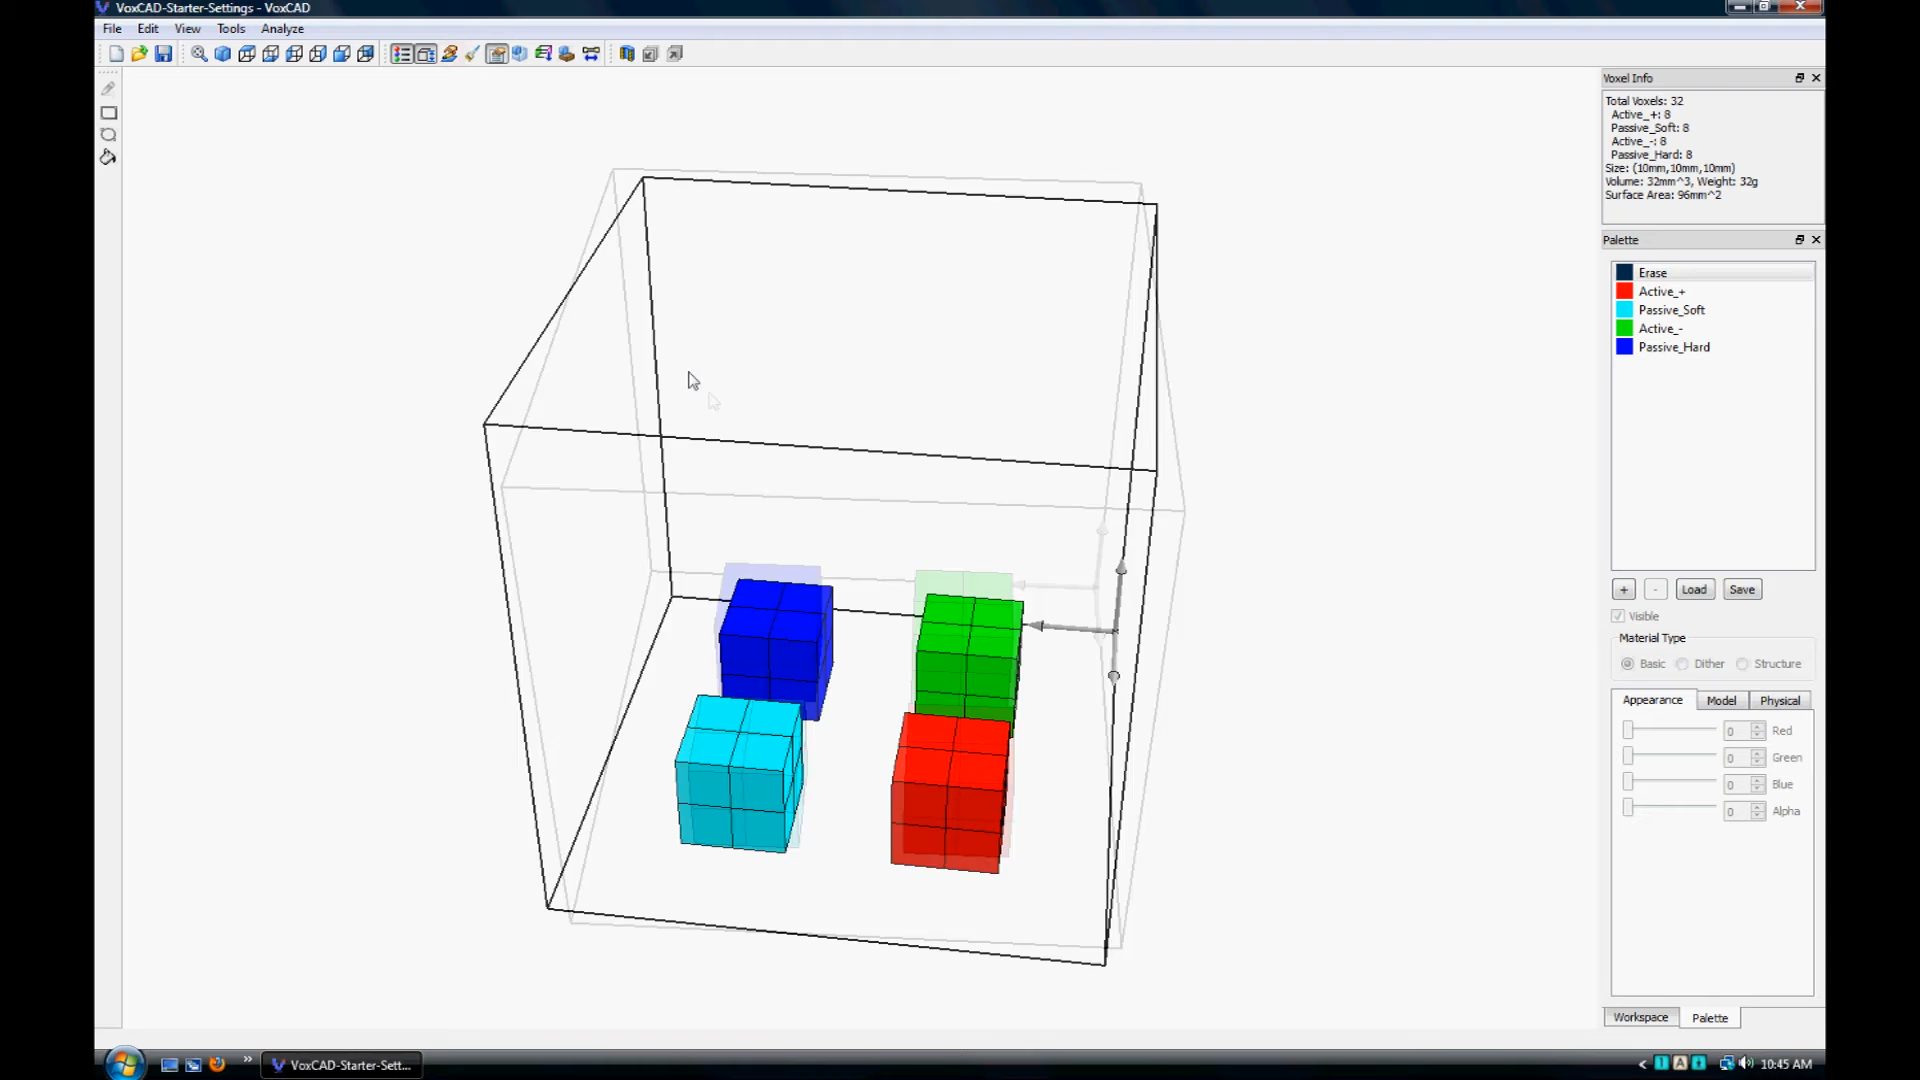 VoxCAD-Starter-Settings - VoxCAD
File Edit View Tools Analyze
Voxel Info
Total Voxels: 32
Active_+: 8
Passive_Soft: 8
Active_-: 8
Passive_Hard: 8
Size: (10mm,10mm,10mm)
Volume: 32mm^3, Weight: 32g
Surface Area: 96mm^2
Palette
Erase
Active_+
Passive_Soft
Active_-
Passive_Hard
+ - Load Save
Visible
Material Type
Basic Dither Structure
Appearance Model Physical
0 Red
0 Green
0 Blue
0 Alpha
Workspace Palette
» VoxCAD-Starter-Sett... < 1 A 10:45 AM